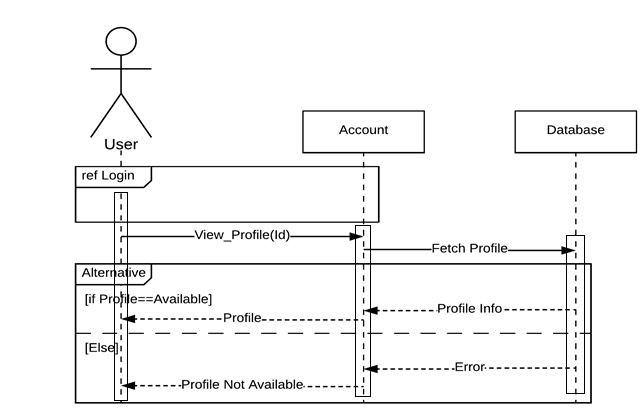 User
Account
Database
ref Login
View_Profile(Id)
Fetch Profile
Alternative
[if Profile==Available]
Profile Info
Profile
[Else]
Error
Profile Not Available